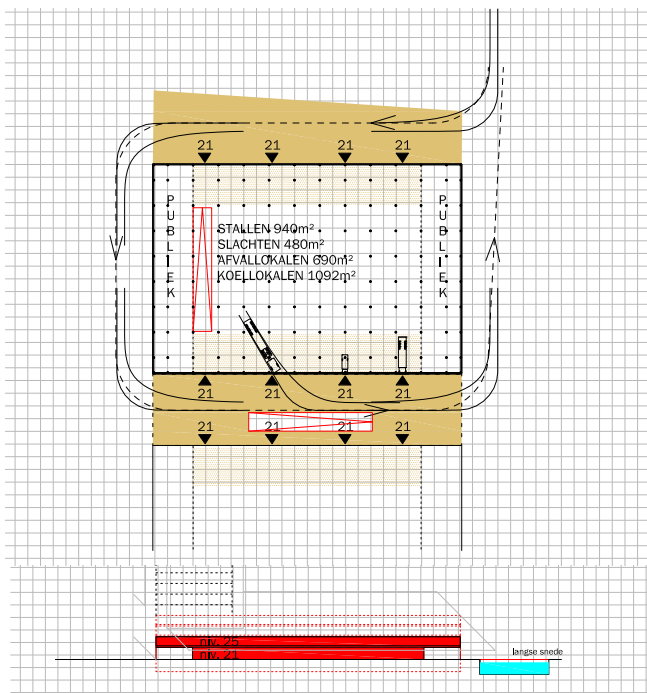 21 21 21 21
PUBLIEK
PUBLIEK
STALLEN 940m²
SLACHTEN 480m²
AFVALLOKALEN 690m²
KOELLOKALEN 1092m²
21 21 21 21
21 21 21 21
niv. 25
niv. 21
langse snede